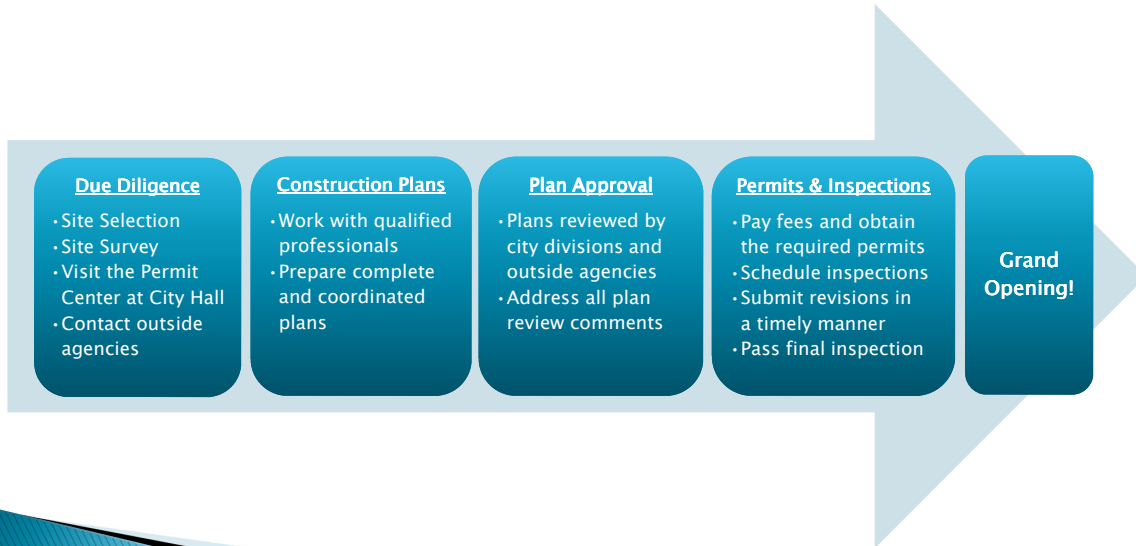 Due Diligence
·Site Selection
·Site Survey
·Visit the Permit
Center at City Hall
·Contact outside
agencies
Construction Plans
·Work with qualified
professionals
·Prepare complete
and coordinated
plans
Plan Approval
·Plans reviewed by
city divisions and
outside agencies
·Address all plan
review comments
Permits & Inspections
·Pay fees and obtain
the required permits
·Schedule inspections
·Submit revisions in
a timely manner
·Pass final inspection
Grand
Opening!